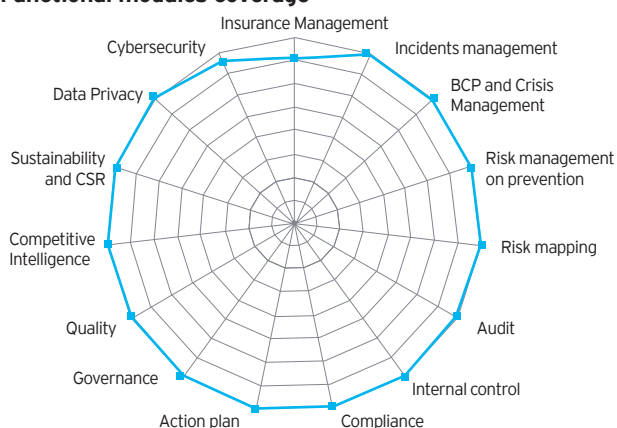 Functional modules coverage
Insurance Management
Cybersecurity
Incidents management
Data Privacy
BCP and Crisis
Management
Sustainability
and CSR
Risk management
on prevention
Competitive
Intelligence
Risk mapping
Quality
Audit
Governance
Internal control
Action plan
Compliance